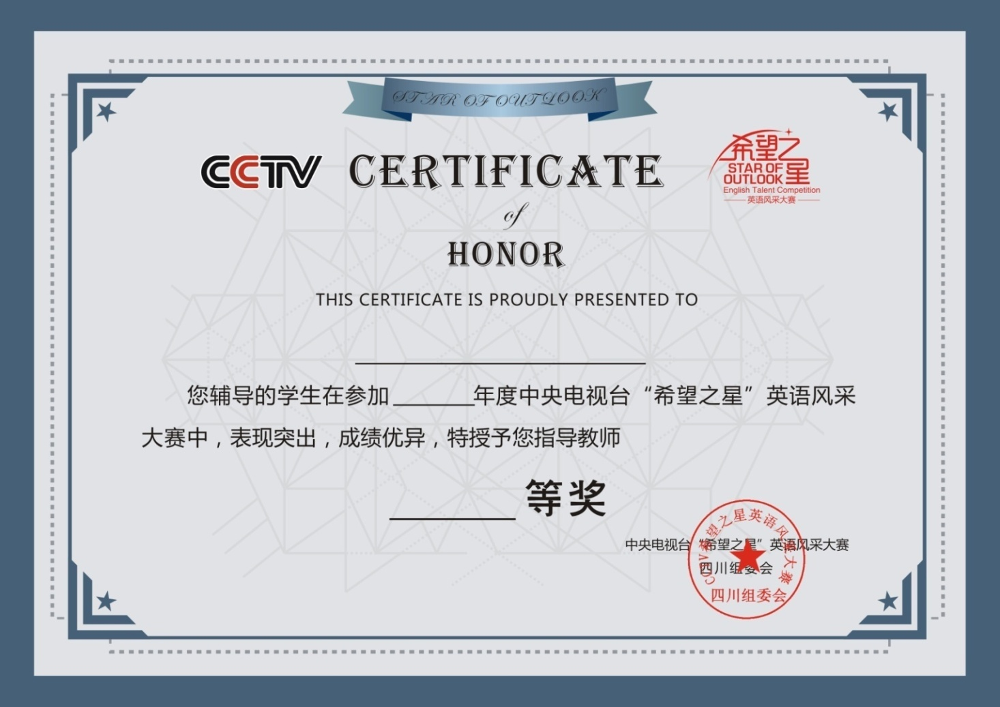 STAR OF OUTLOOK
CCTV
CERTIFICATE
希望之星
STAR OF
OUTLOOK
English Talent Competition
英语风采大赛
of
HONOR
THIS CERTIFICATE IS PROUDLY PRESENTED TO
您辅导的学生在参加______年度中央电视台“希望之星”英语风采
大赛中，表现突出，成绩优异，特授予您指导教师
______等奖
中央电视台“希望之星”英语风采大赛
四川组委会
CCTV希望之星英语风采大赛
四川组委会